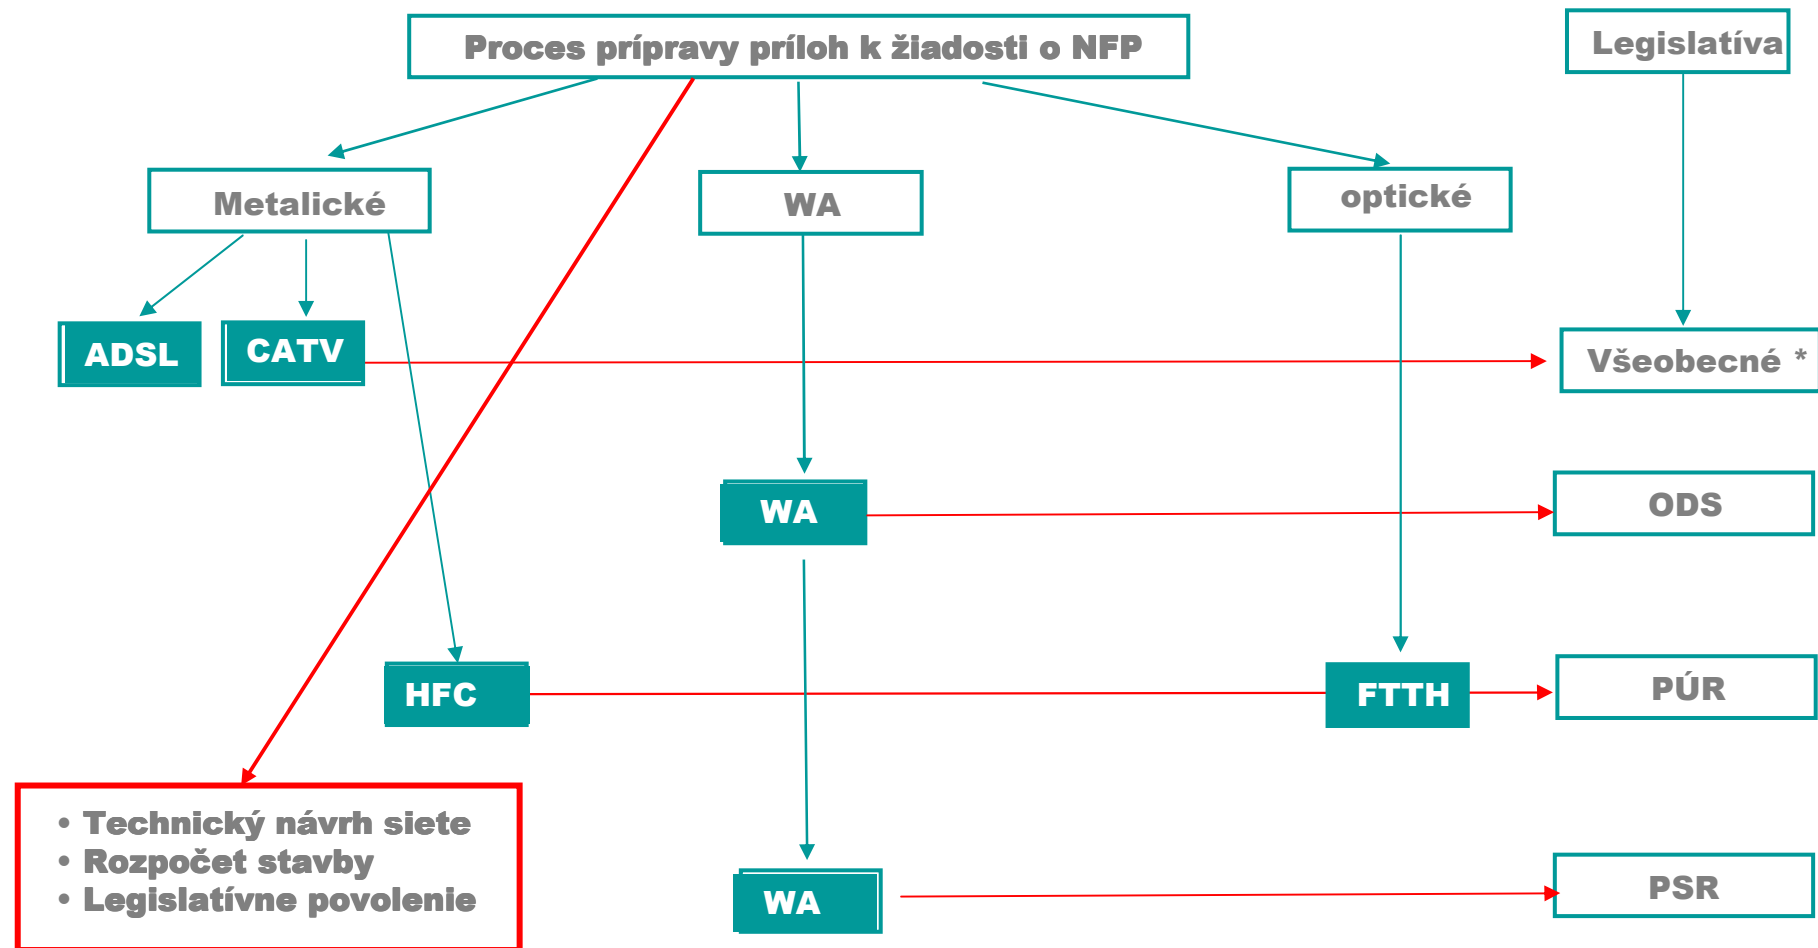 Proces prípravy príloh k žiadosti o NFP
Legislatíva
Metalické
WA
optické
ADSL
CATV
Všeobecné *
WA
ODS
HFC
FTTH
PÚR
• Technický návrh siete
• Rozpočet stavby
• Legislatívne povolenie
WA
PSR